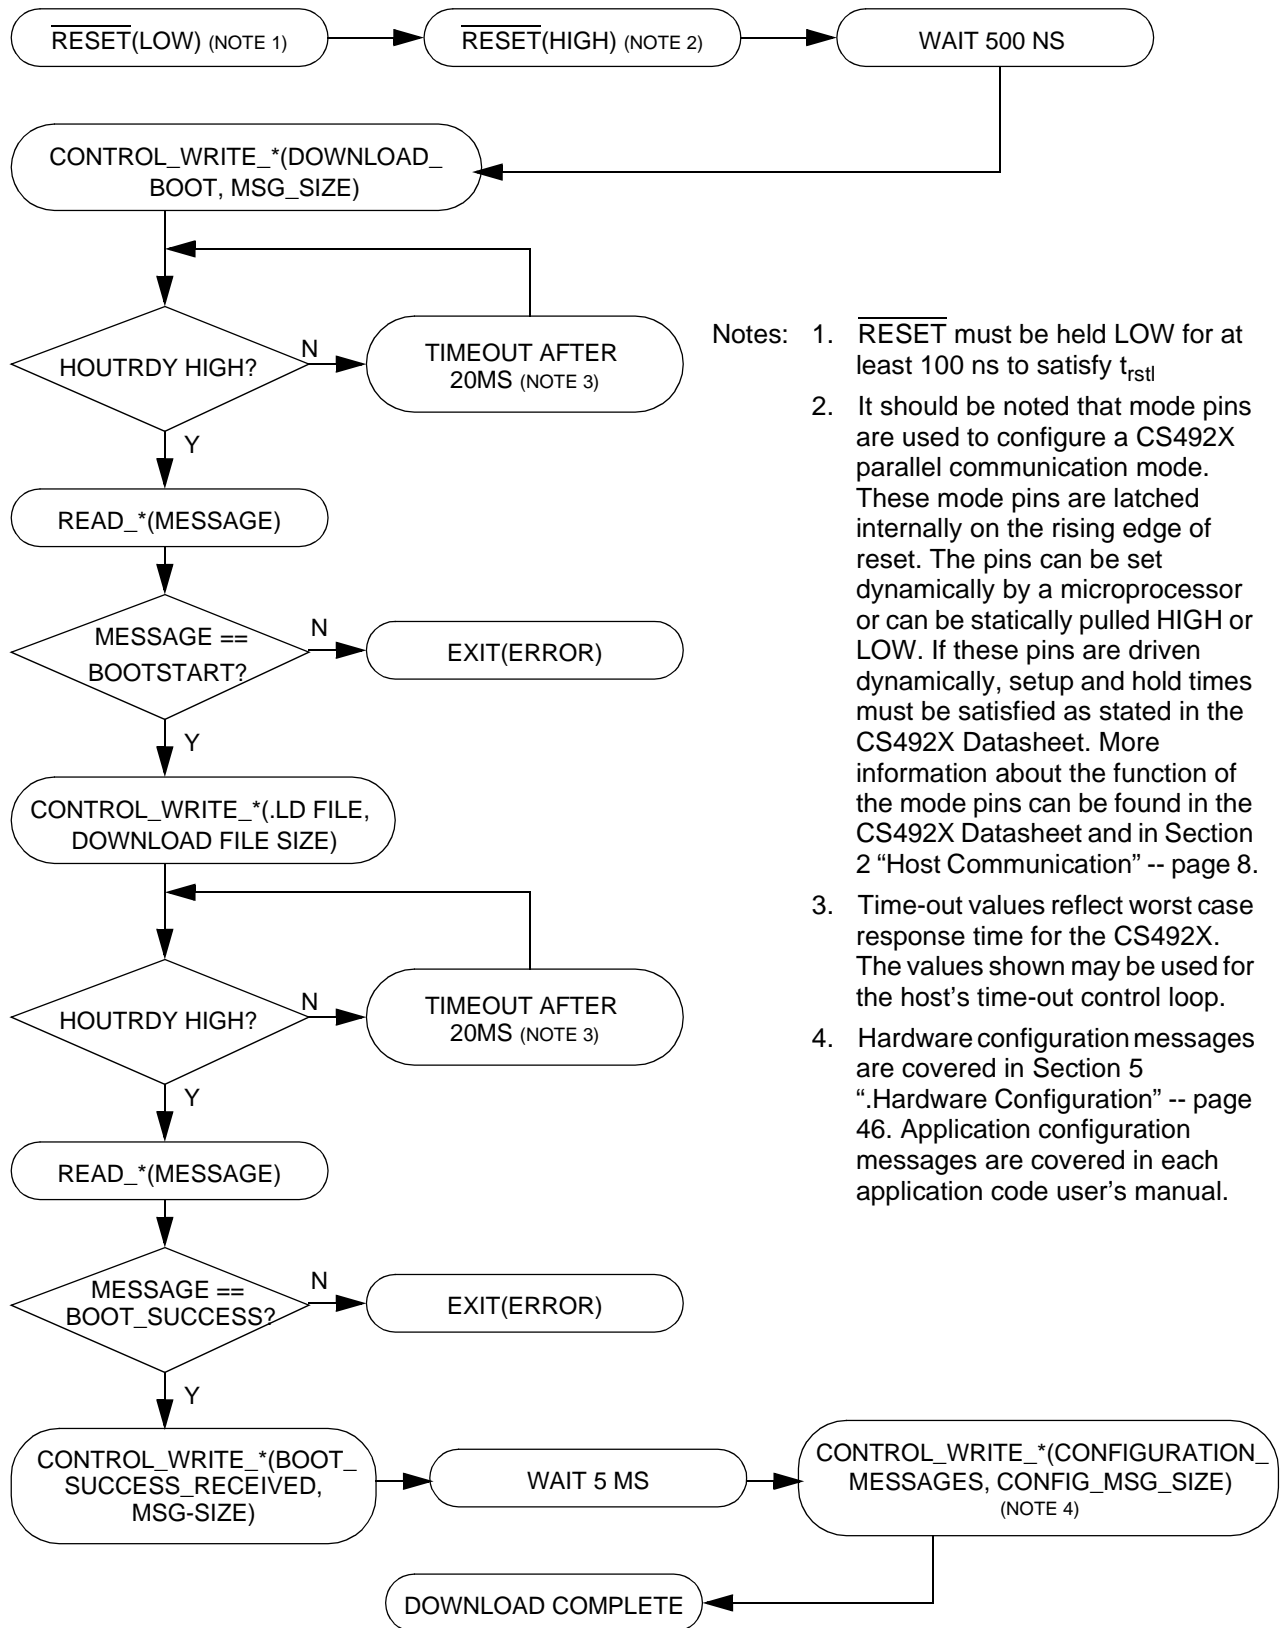 RESET(LOW) (NOTE 1)
RESET(HIGH) (NOTE 2)
WAIT 500 NS
CONTROL_WRITE_*(DOWNLOAD_
BOOT, MSG_SIZE)
HOUTRDY HIGH?
N
TIMEOUT AFTER
20MS (NOTE 3)
Y
READ_*(MESSAGE)
MESSAGE ==
BOOTSTART?
N
EXIT(ERROR)
Y
CONTROL_WRITE_*(.LD FILE,
DOWNLOAD FILE SIZE)
HOUTRDY HIGH?
N
TIMEOUT AFTER
20MS (NOTE 3)
Y
READ_*(MESSAGE)
MESSAGE ==
BOOT_SUCCESS?
N
EXIT(ERROR)
Y
CONTROL_WRITE_*(BOOT_
SUCCESS_RECEIVED,
MSG-SIZE)
WAIT 5 MS
CONTROL_WRITE_*(CONFIGURATION_
MESSAGES, CONFIG_MSG_SIZE)
(NOTE 4)
DOWNLOAD COMPLETE
Notes: 1. RESET must be held LOW for at
least 100 ns to satisfy trstl
2. It should be noted that mode pins
are used to configure a CS492X
parallel communication mode.
These mode pins are latched
internally on the rising edge of
reset. The pins can be set
dynamically by a microprocessor
or can be statically pulled HIGH or
LOW. If these pins are driven
dynamically, setup and hold times
must be satisfied as stated in the
CS492X Datasheet. More
information about the function of
the mode pins can be found in the
CS492X Datasheet and in Section
2 “Host Communication” -- page 8.
3. Time-out values reflect worst case
response time for the CS492X.
The values shown may be used for
the host’s time-out control loop.
4. Hardware configuration messages
are covered in Section 5
“.Hardware Configuration” -- page
46. Application configuration
messages are covered in each
application code user’s manual.